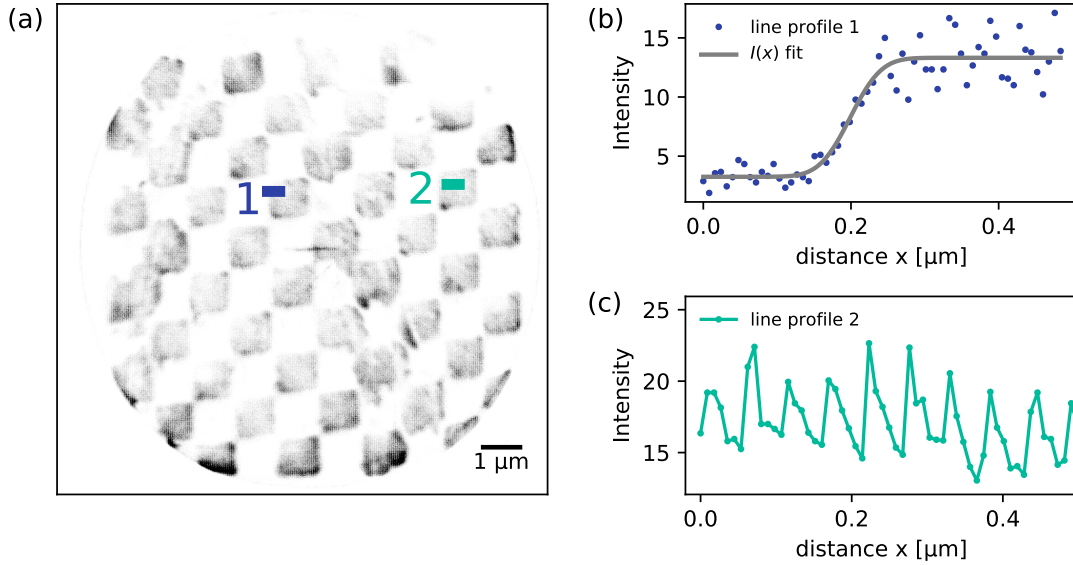 (a)
1
2
1 μm
(b)
line profile 1
I(x) fit
15
10
5
Intensity
0.0
0.2
0.4
distance x [μm]
(c)
line profile 2
25
20
15
Intensity
0.0
0.2
0.4
distance x [μm]